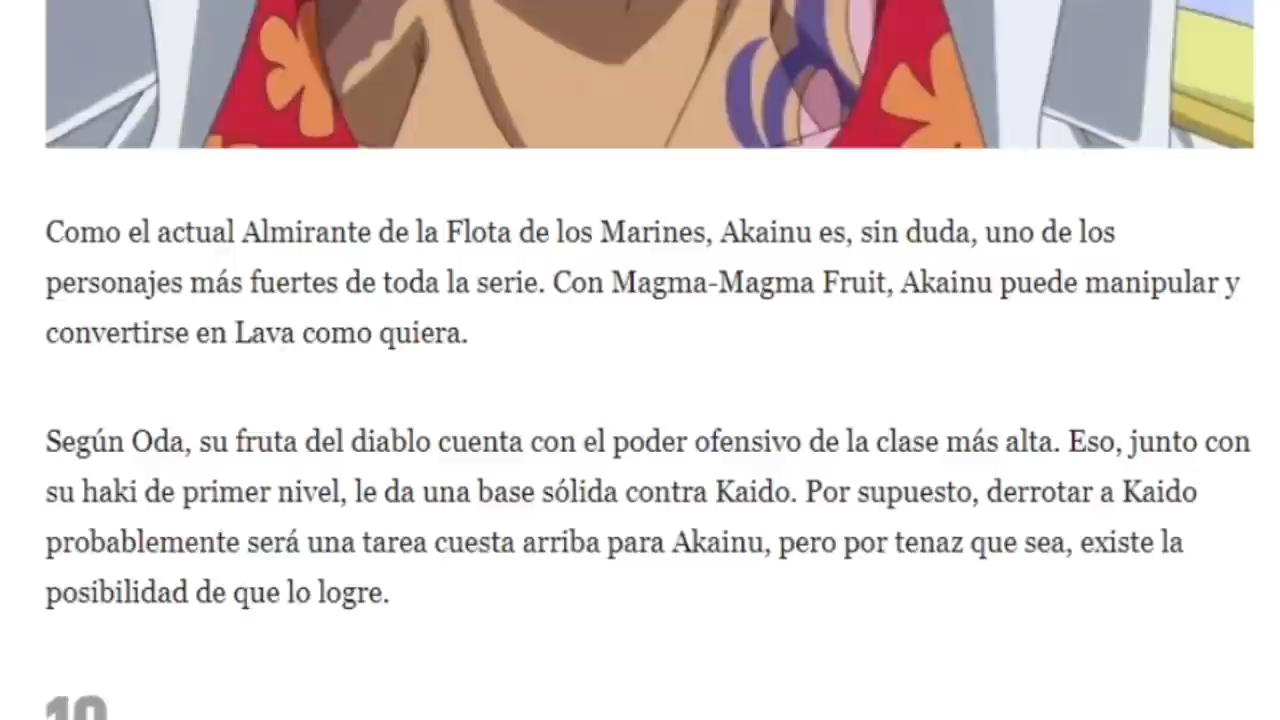 Como el actual Almirante de la Flota de los Marines, Akainu es, sin duda, uno de los
personajes más fuertes de toda la serie. Con Magma-Magma Fruit, Akainu puede manipular y
convertirse en Lava como quiera.
Según Oda, su fruta del diablo cuenta con el poder ofensivo de la clase más alta. Eso, junto con
su haki de primer nivel, le da una base sólida contra Kaido. Por supuesto, derrotar a Kaido
probablemente será una tarea cuesta arriba para Akainu, pero por tenaz que sea, existe la
posibilidad de que lo logre.